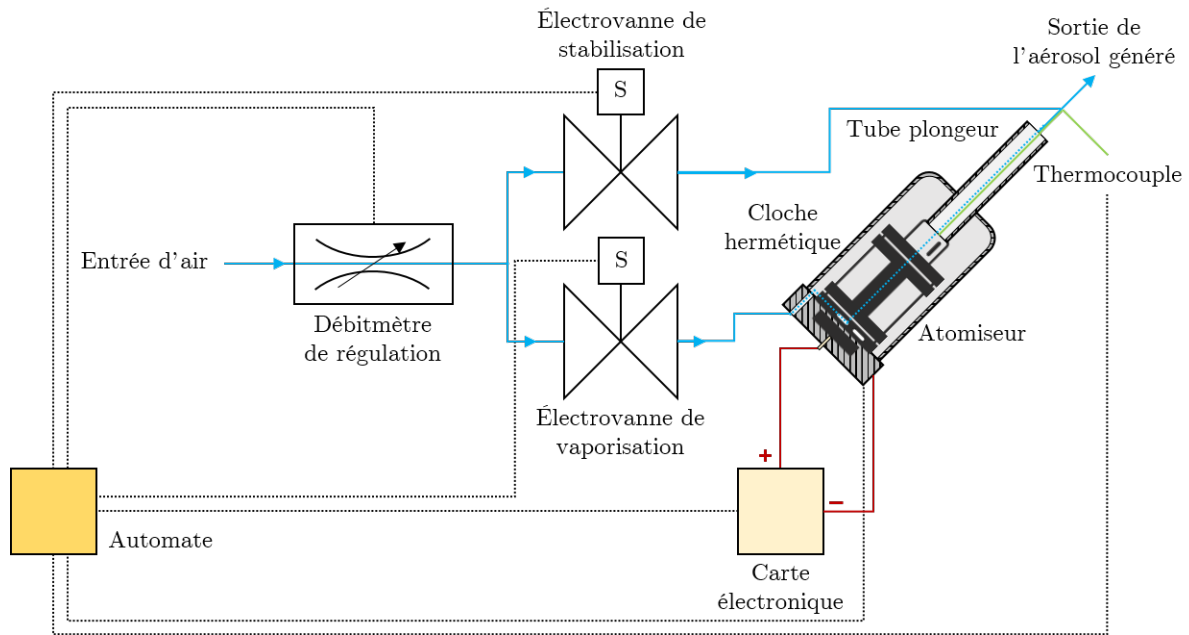 Électrovanne de
stabilisation
S
Sortie de
l'aérosol généré
Tube plongeur
Thermocouple
Cloche
hermétique
Entrée d'air
S
Débitmètre
de régulation
Atomiseur
Électrovanne de
vaporisation
+
−
Automate
Carte
électronique